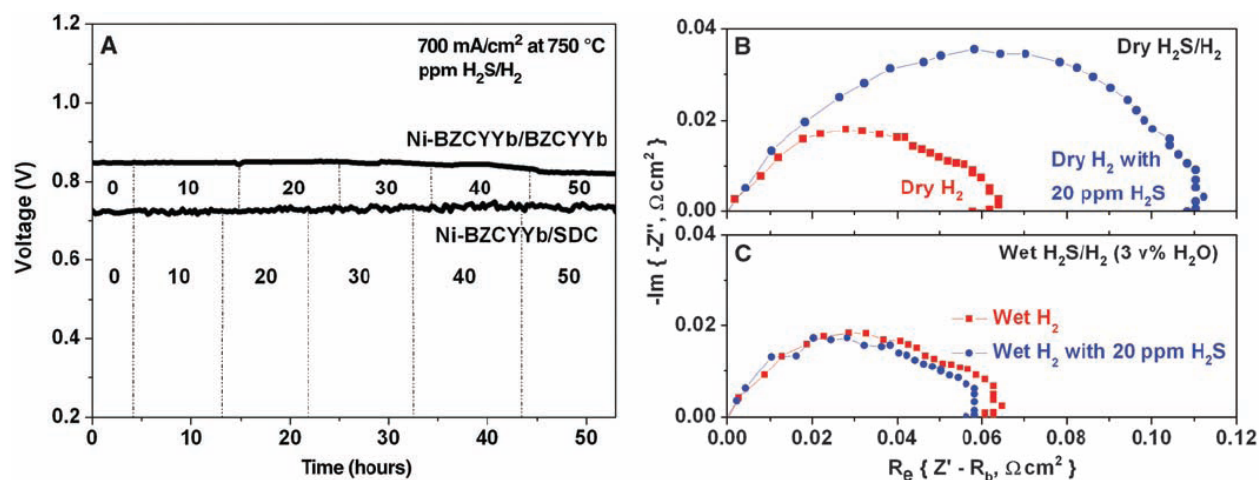 A
700 mA/cm² at 750 °C
ppm H₂S/H₂
Ni-BZCYYb/BZCYYb
0 10 20 30 40 50
Ni-BZCYYb/SDC
0 10 20 30 40 50
Voltage (V)
1.2
1.0
0.8
0.6
0.4
0.2
0 10 20 30 40 50
Time (hours)
B
Dry H₂S/H₂
Dry H₂ with
20 ppm H₂S
Dry H₂
0.04
0.02
0.00
-Im { -Z'', Ω cm² }
C
Wet H₂S/H₂ (3 v% H₂O)
Wet H₂
Wet H₂ with 20 ppm H₂S
0.04
0.02
0.00
0.00 0.02 0.04 0.06 0.08 0.10 0.12
Re { Z' - Rb, Ω cm² }